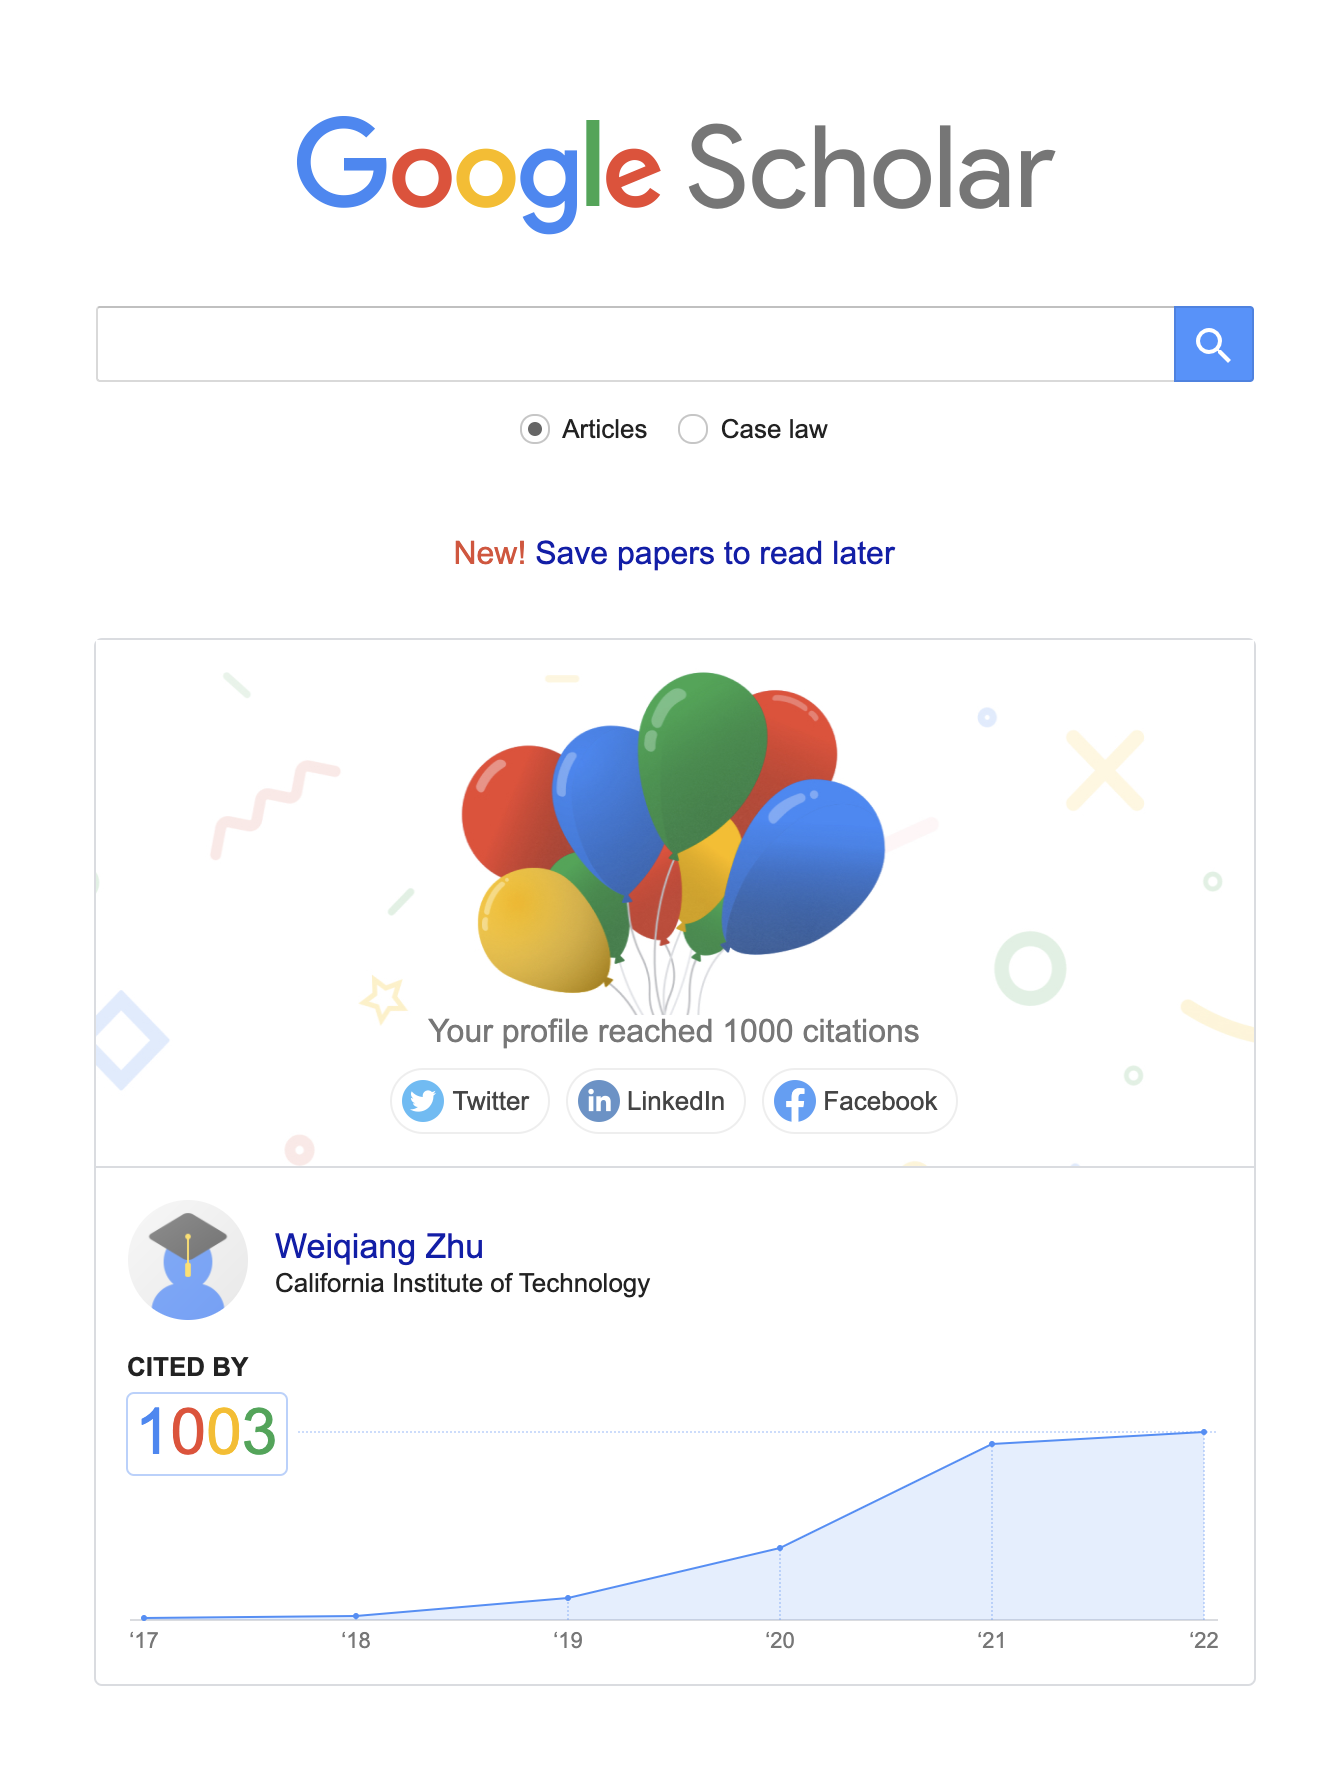 Google Scholar
Articles Case law
New! Save papers to read later
Your profile reached 1000 citations
Twitter LinkedIn Facebook
Weiqiang Zhu
California Institute of Technology
CITED BY
1003
‘17 ‘18 ‘19 ‘20 ‘21 ‘22